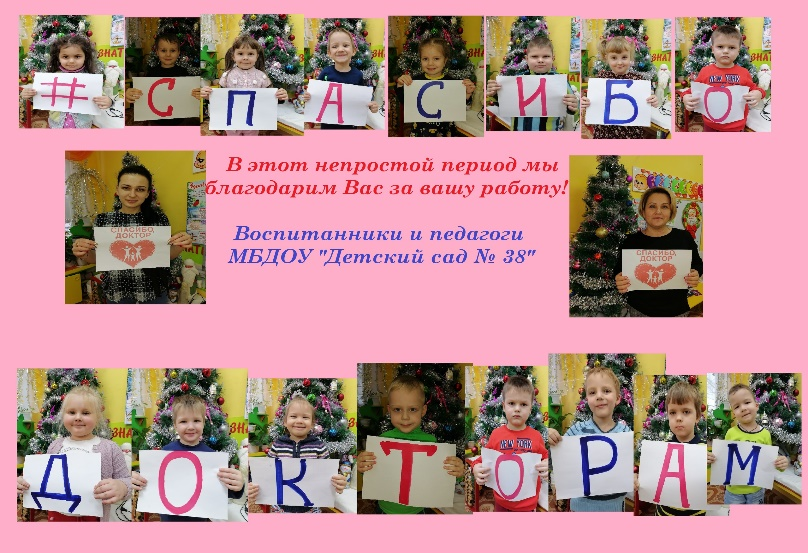 #СПАСИБО
В этот непростой период мы
благодарим Вас за вашу работу!
СПАСИБО,
ДОКТОР
Воспитанники и педагоги
МБДОУ "Детский сад № 38"
СПАСИБО,
ДОКТОР
ДОКТОРАМ